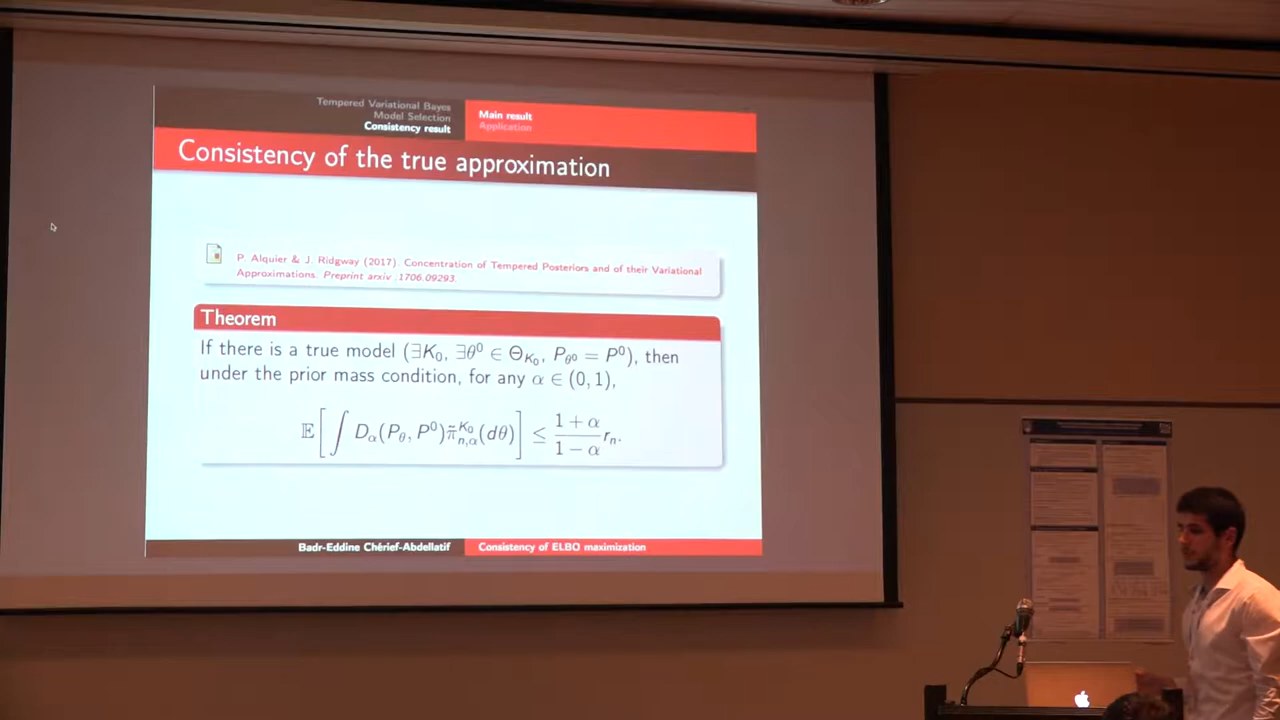 Tempered Variational Bayes
Model Selection
Consistency result
Main result
Application
Consistency of the true approximation
P. Alquier & J. Ridgway (2017). Concentration of Tempered Posteriors and of their Variational
Approximations. Preprint arxiv :1706.09293.
Theorem
If there is a true model (∃K₀, ∃θ⁰ ∈ Θ_{K₀}, P_{θ⁰} = P⁰), then
under the prior mass condition, for any α ∈ (0, 1),
𝔼[∫ D_α(P_θ, P⁰) π̃_{n,α}^{K₀}(dθ)] ≤ (1 + α)/(1 − α) r_n.
Badr-Eddine Chérief-Abdellatif
Consistency of ELBO maximization